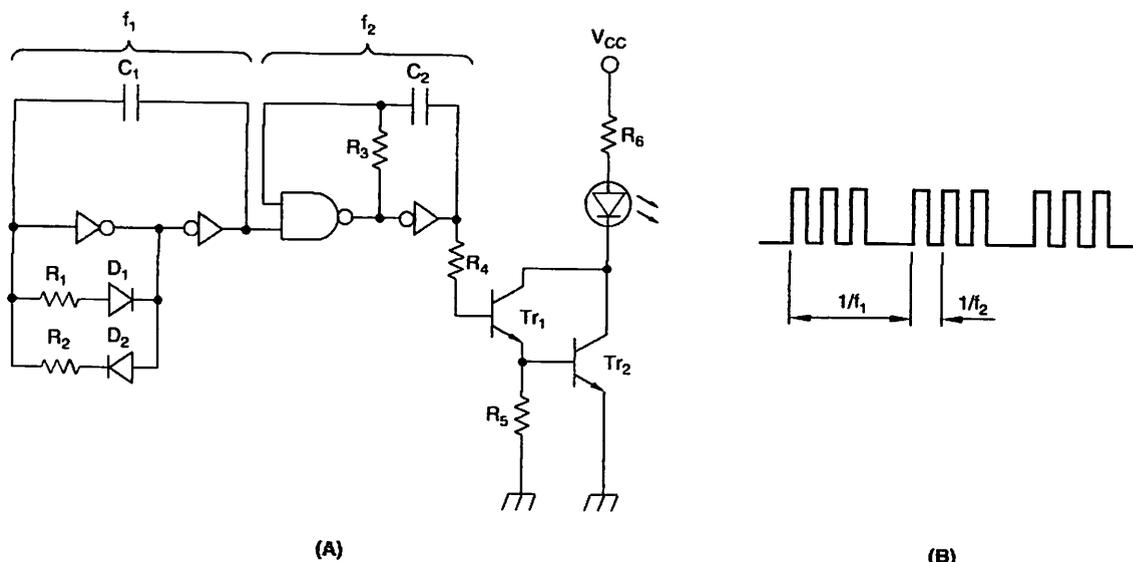 f1
f2
C1
C2
VCC
R3
R6
R1
D1
R2
D2
R4
Tr1
Tr2
R5
1/f1
1/f2
(A)
(B)